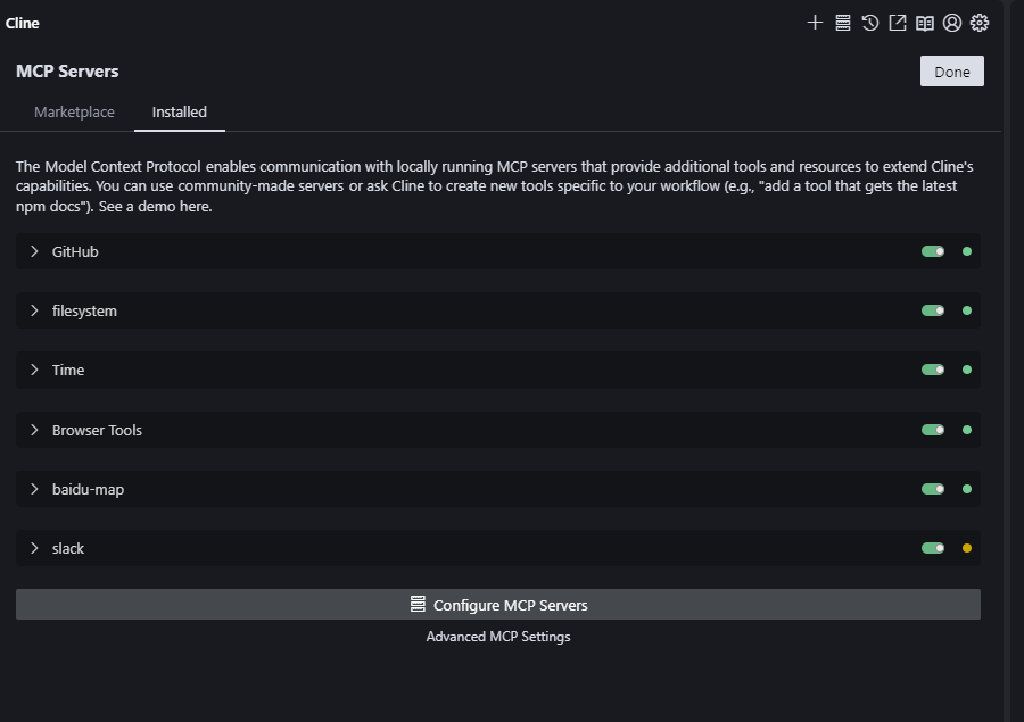 Cline
MCP Servers
Done
Marketplace
Installed
The Model Context Protocol enables communication with locally running MCP servers that provide additional tools and resources to extend Cline's
capabilities. You can use community-made servers or ask Cline to create new tools specific to your workflow (e.g., "add a tool that gets the latest
npm docs"). See a demo here.
GitHub
filesystem
Time
Browser Tools
baidu-map
slack
Configure MCP Servers
Advanced MCP Settings